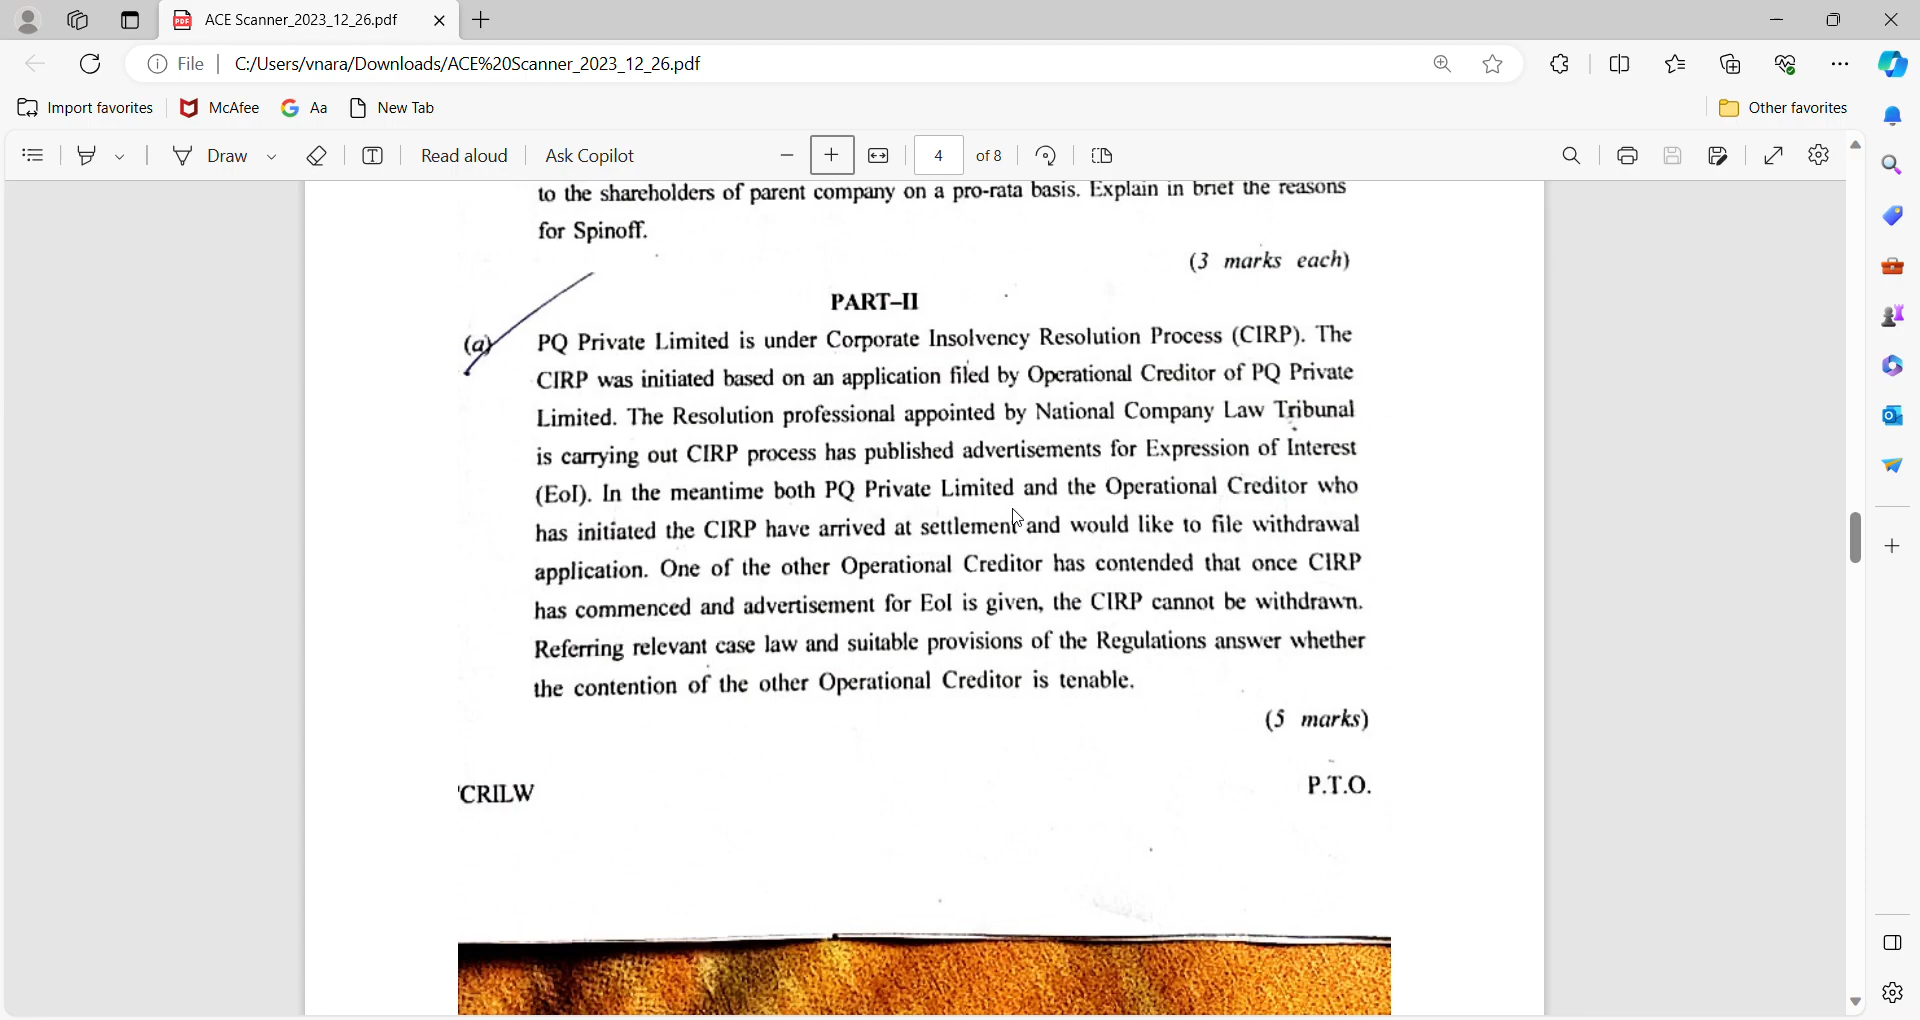 ACE Scanner_2023_12_26.pdf
File C:/Users/vnara/Downloads/ACE%20Scanner_2023_12_26.pdf
Import favorites McAfee Aa New Tab Other favorites
Draw Read aloud Ask Copilot 4 of 8
to the shareholders of parent company on a pro-rata basis. Explain in brief the reasons
for Spinoff.
(3 marks each)
PART–II
(a) PQ Private Limited is under Corporate Insolvency Resolution Process (CIRP). The
CIRP was initiated based on an application filed by Operational Creditor of PQ Private
Limited. The Resolution professional appointed by National Company Law Tribunal
is carrying out CIRP process has published advertisements for Expression of Interest
(EoI). In the meantime both PQ Private Limited and the Operational Creditor who
has initiated the CIRP have arrived at settlement and would like to file withdrawal
application. One of the other Operational Creditor has contended that once CIRP
has commenced and advertisement for EoI is given, the CIRP cannot be withdrawn.
Referring relevant case law and suitable provisions of the Regulations answer whether
the contention of the other Operational Creditor is tenable.
(5 marks)
'CRILW P.T.O.